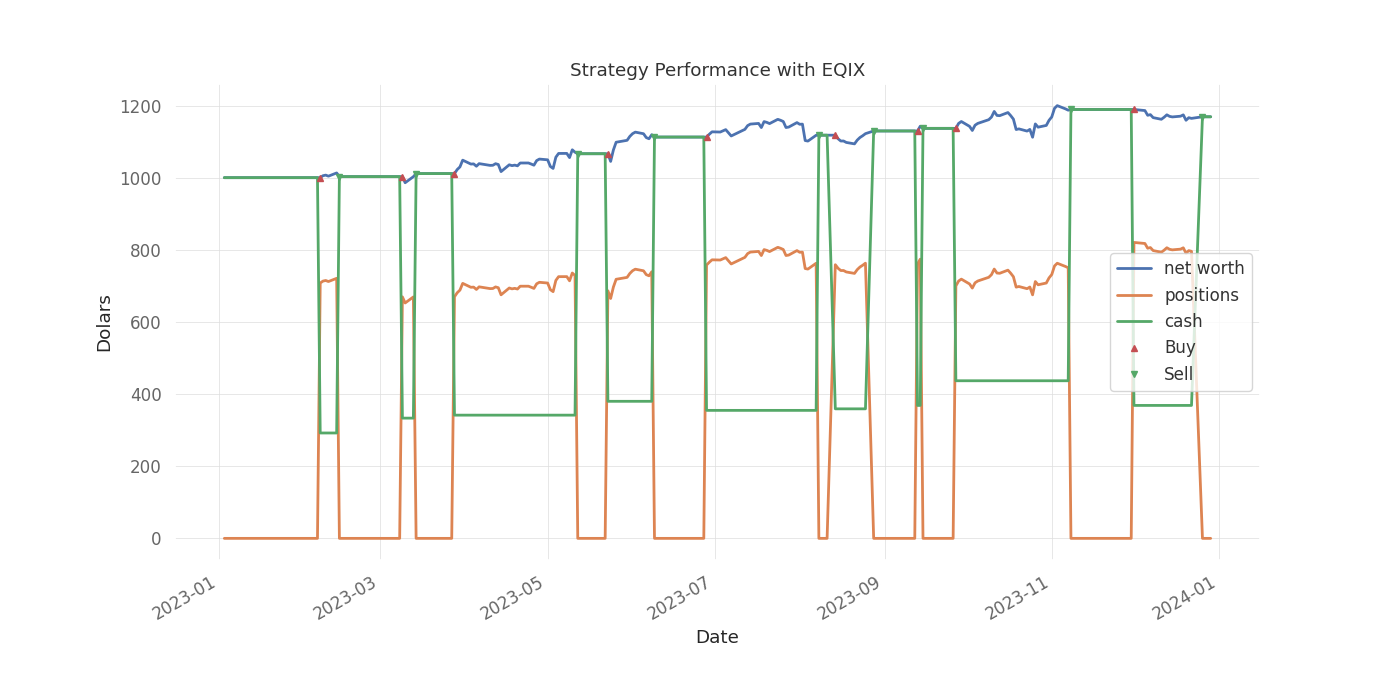 Strategy Performance with EQIX
1200
1000
800
600
400
200
0
Dolars
net worth
positions
cash
Buy
Sell
2023-01
2023-03
2023-05
2023-07
2023-09
2023-11
2024-01
Date